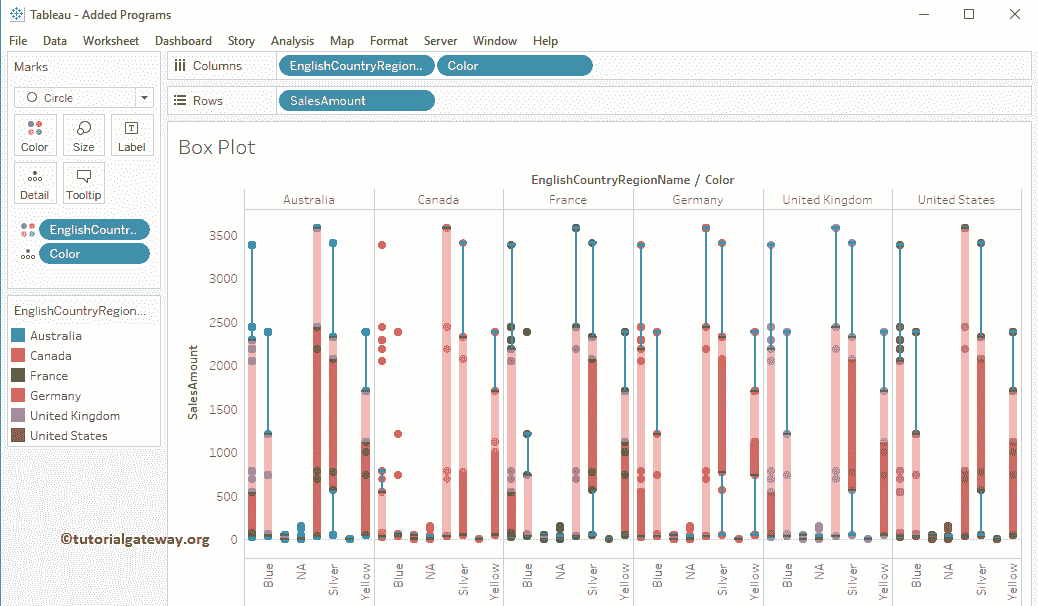 Tableau - Added Programs
File Data Worksheet Dashboard Story Analysis Map Format Server Window Help
Marks
Columns EnglishCountryRegion.. Color
Circle
Rows SalesAmount
Color Size Label
Detail Tooltip
Box Plot
EnglishCountryRegionName / Color
Australia Canada France Germany United Kingdom United States
EnglishCountr..
Color
EnglishCountryRegion...
Australia
Canada
France
Germany
United Kingdom
United States
SalesAmount
3500
3000
2500
2000
1500
1000
500
0
©tutorialgateway.org
Blue NA Silver Yellow Blue NA Silver Yellow Blue NA Silver Yellow Blue NA Silver Yellow Blue NA Silver Yellow Blue NA Silver Yellow